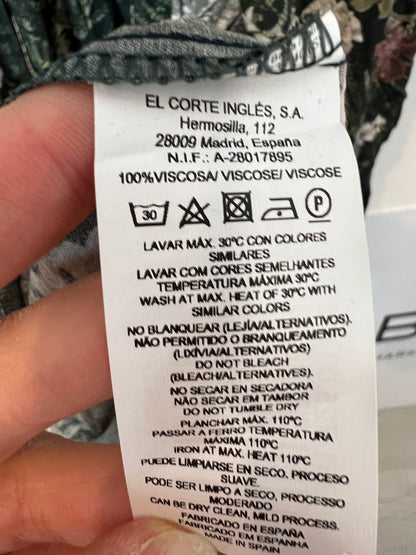 EL CORTE INGLÉS, S.A.
Hermosilla, 112
28009 Madrid, España
N.I.F.: A-28017895
100%VISCOSA/ VISCOSE/ VISCOSE
30
P
LAVAR MÁX. 30ºC CON COLORES
SIMILARES
LAVAR COM CORES SEMELHANTES
TEMPERATURA MÁXIMA 30ºC
WASH AT MAX. HEAT OF 30ºC WITH
SIMILAR COLORS
NO BLANQUEAR (LEJÍA/ALTERNATIVOS).
NÃO PERMITIDO O BRANQUEAMENTO
(LIXÍVIA/ALTERNATIVOS)
DO NOT BLEACH
(BLEACH/ALTERNATIVES).
NO SECAR EN SECADORA
NÃO SECAR EM TAMBOR
DO NOT TUMBLE DRY
PLANCHAR MÁX. 110ºC
PASSAR A FERRO TEMPERATURA
MÁXIMA 110ºC
IRON AT MAX. HEAT 110ºC
PUEDE LIMPIARSE EN SECO. PROCESO
SUAVE.
PODE SER LIMPO A SECO, PROCESSO
MODERADO
CAN BE DRY CLEAN, MILD PROCESS.
FABRICADO EN ESPAÑA
FABRICADO EM ESPANHA
MADE IN SPAIN